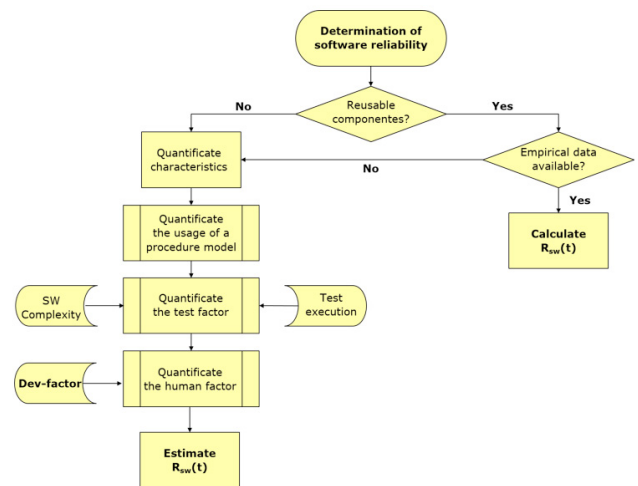 Determination of
software reliability
No
Reusable
componentes?
Yes
Quantificate
characteristics
No
Empirical data
available?
Yes
Quantificate
the usage of a
procedure model
Calculate
Rsw(t)
SW
Complexity
Quantificate
the test factor
Test
execution
Dev-factor
Quantificate
the human factor
Estimate
Rsw(t)